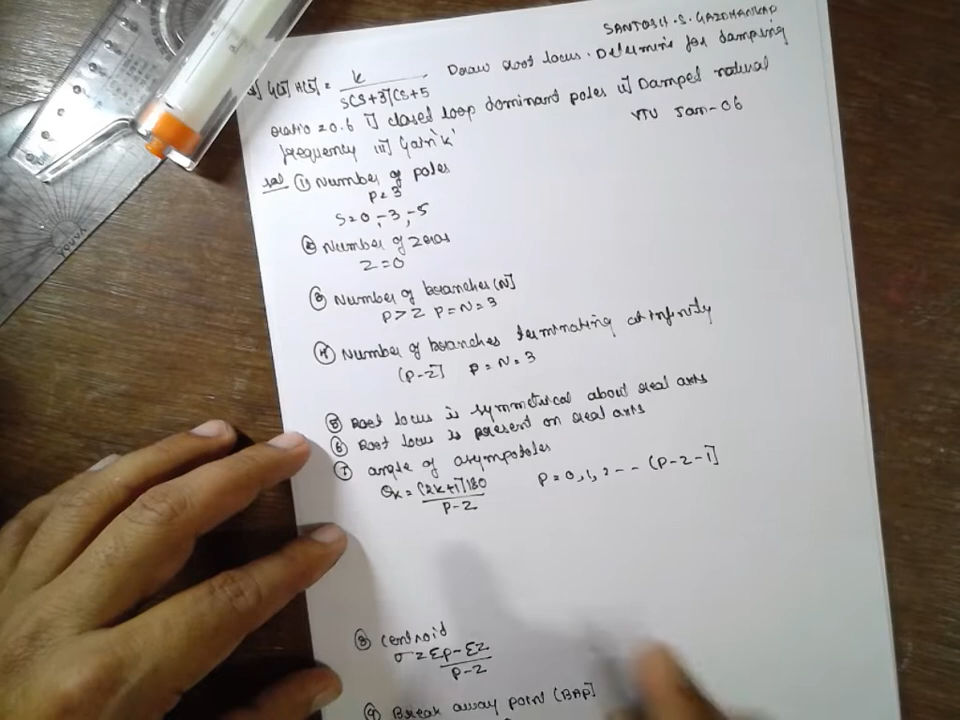 SANTOSH.S. GAZDHANKAR
G[s] H[s] = K / s(s+3)(s+5 Draw root locus. Determine for damping
ratio = 0.6 i] closed loop dominant poles ii] Damped natural
frequency iii] Gain 'k' VTU Jan-06
Sol ① Number of poles
P=3
S=0,-3,-5
② Number of zeros
Z=0
③ Number of branches [N]
P>Z P=N=3
④ Number of branches terminating at infinity
(P-Z] P=N=3
⑤ Root locus is symmetrical about real axis
⑥ Root locus is present on real axis
⑦ angle of asymptotes
θk = (2k+1]180 / P-Z P=0,1,2--- (P-Z-1]
⑧ centroid
σ = Σp-Σz / P-Z
⑨ Break away point (BAP]